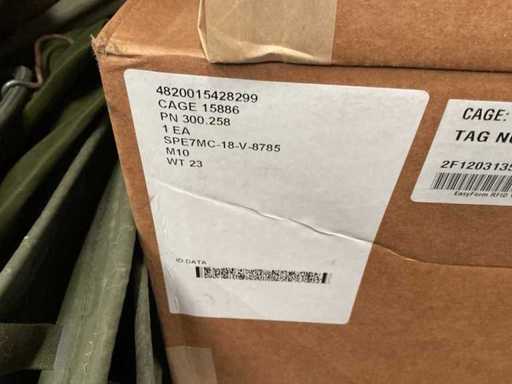 4820015428299
CAGE 15886
PN 300.258
1 EA
SPE7MC-18-V-8785
M10
WT 23
ID.DATA
CAGE:
TAG NO
2F1203135
EasyForm RFID